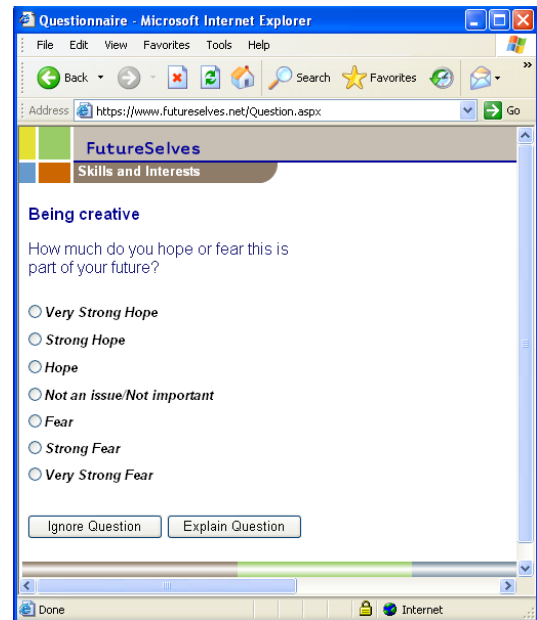 Questionnaire - Microsoft Internet Explorer
File Edit View Favorites Tools Help
Back Search Favorites »
Address https://www.futureselves.net/Question.aspx Go
FutureSelves
Skills and Interests
Being creative
How much do you hope or fear this is
part of your future?
Very Strong Hope
Strong Hope
Hope
Not an issue/Not important
Fear
Strong Fear
Very Strong Fear
Ignore Question Explain Question
Done Internet